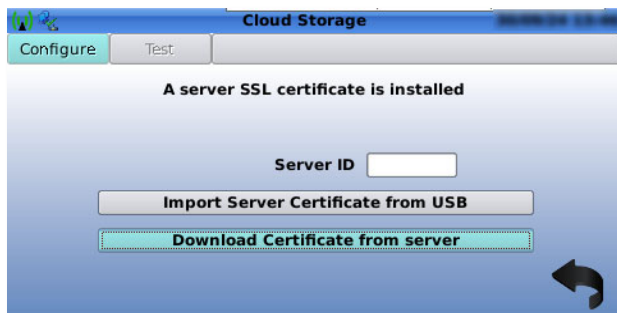 Cloud Storage
Configure
Test
A server SSL certificate is installed
Server ID
Import Server Certificate from USB
Download Certificate from server